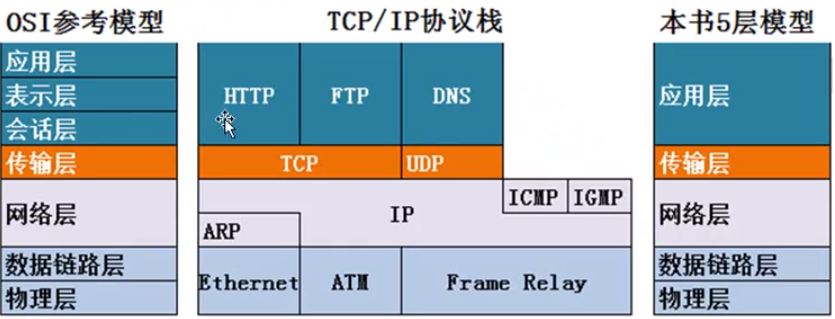 OSI参考模型
应用层
表示层
会话层
传输层
网络层
数据链路层
物理层
TCP/IP协议栈
HTTP
FTP
DNS
TCP
UDP
ICMP
IGMP
IP
ARP
Ethernet
ATM
Frame Relay
本书5层模型
应用层
传输层
网络层
数据链路层
物理层